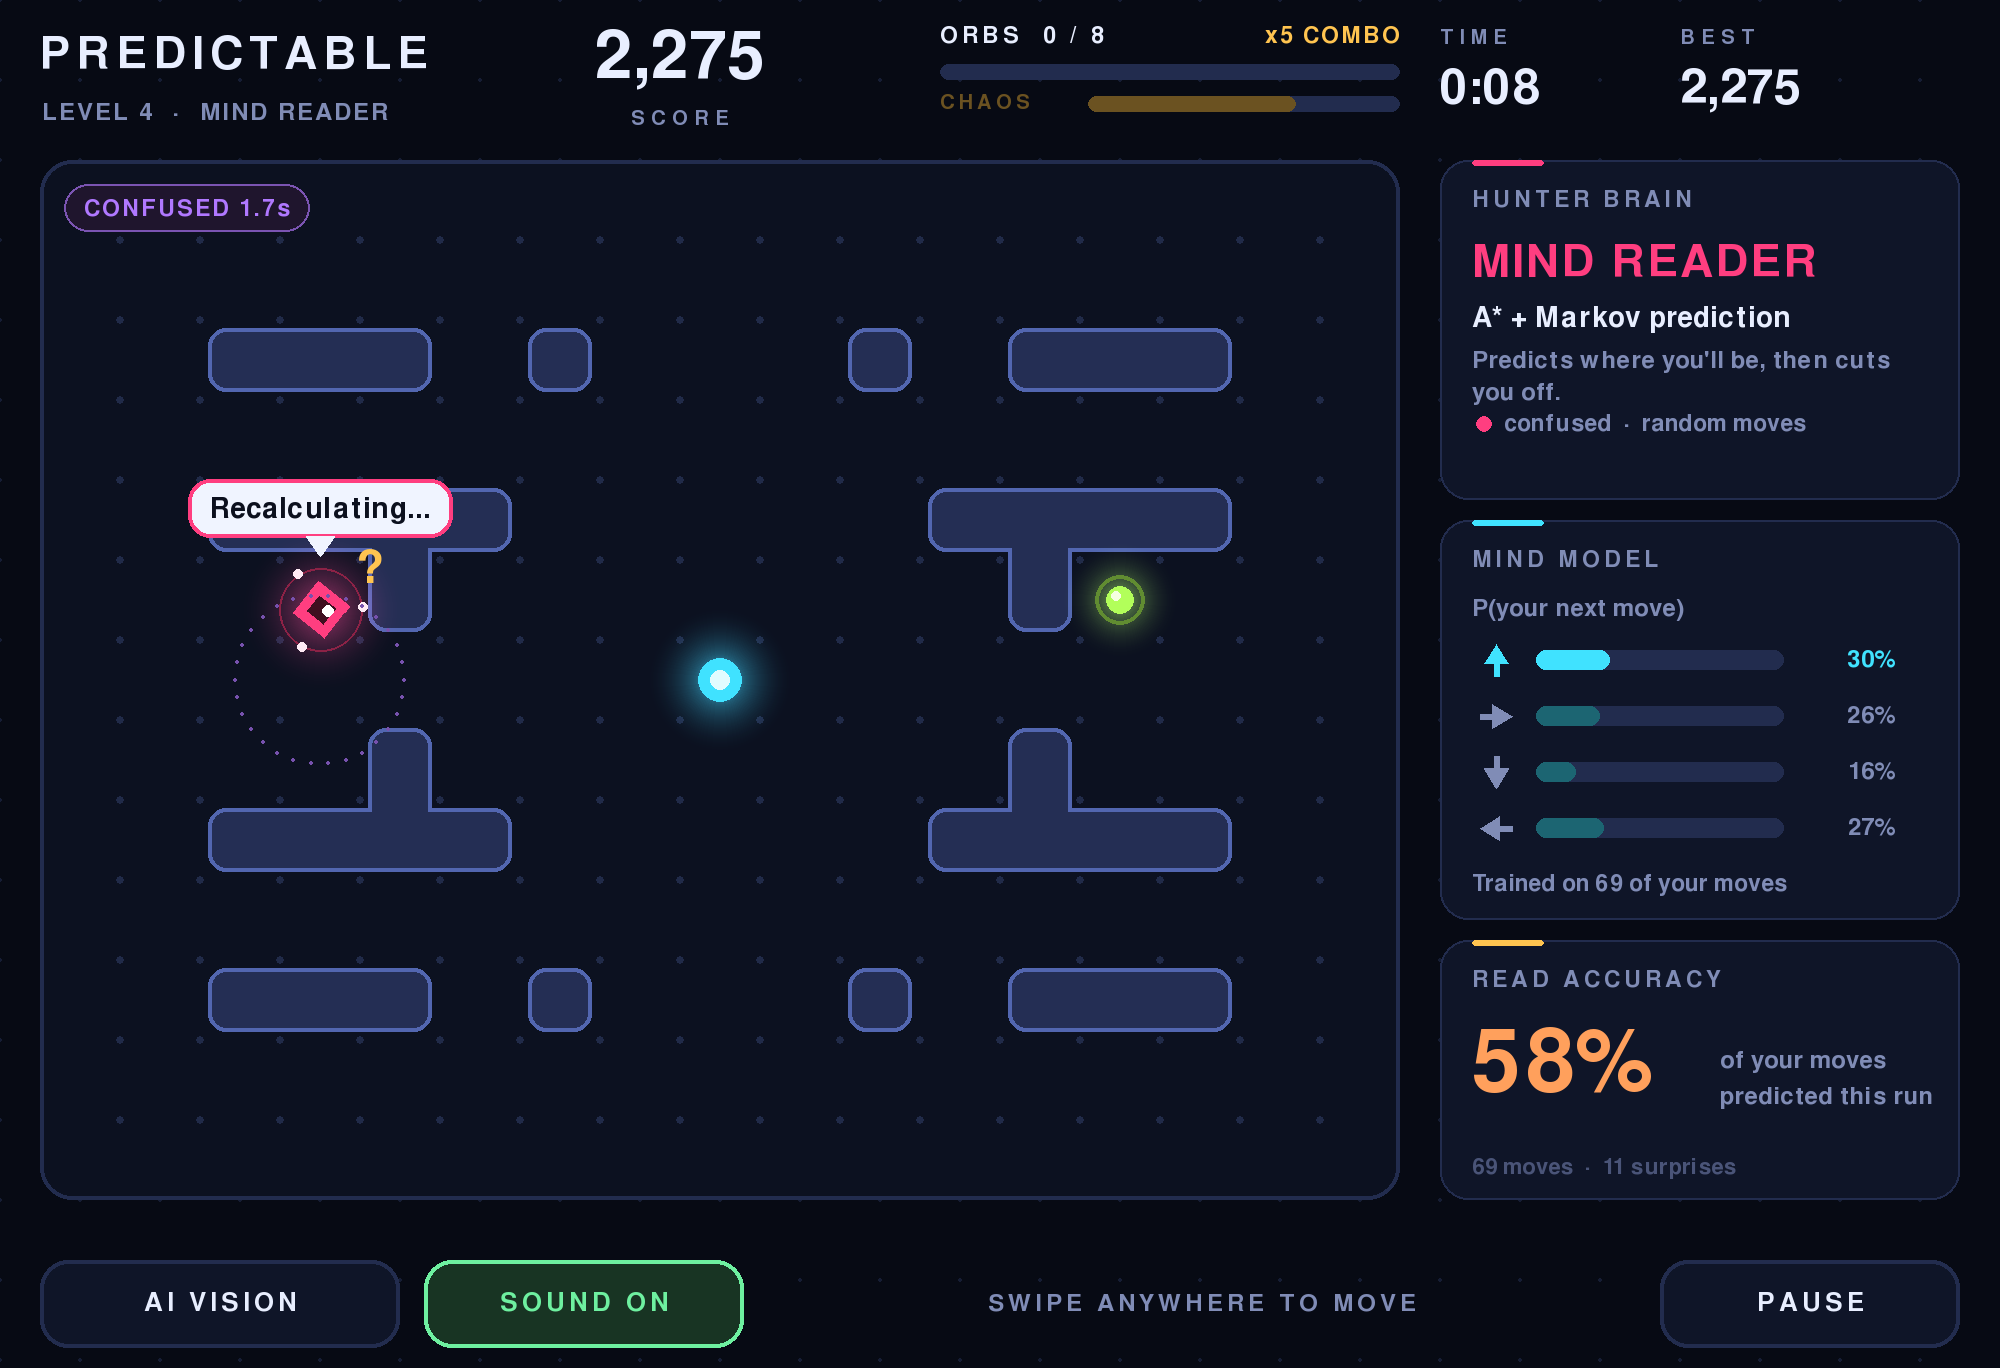 PREDICTABLE
LEVEL 4 · MIND READER
2,275
SCORE
ORBS 0 / 8
x5 COMBO
CHAOS
TIME
0:08
BEST
2,275
CONFUSED 1.7s
Recalculating...
?
HUNTER BRAIN
MIND READER
A* + Markov prediction
Predicts where you'll be, then cuts
you off.
confused · random moves
MIND MODEL
P(your next move)
30%
26%
16%
27%
Trained on 69 of your moves
READ ACCURACY
58%
of your moves
predicted this run
69 moves · 11 surprises
AI VISION
SOUND ON
SWIPE ANYWHERE TO MOVE
PAUSE